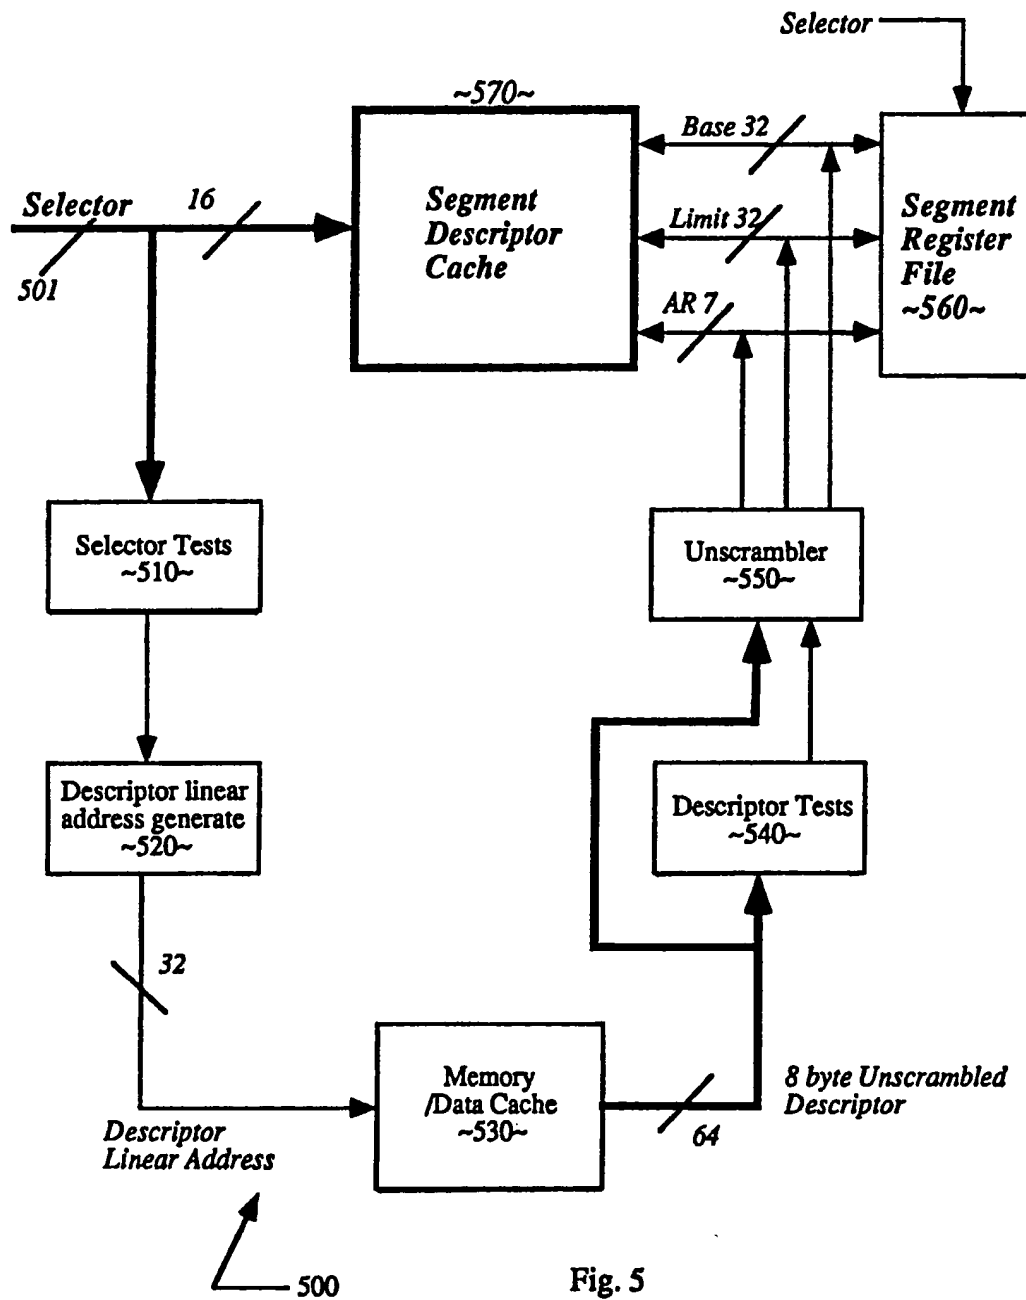 Selector
~570~
Base 32
Segment
Descriptor
Cache
Segment
Register
File
~560~
Selector
16
Limit 32
501
AR 7
Selector Tests
~510~
Unscrambler
~550~
Descriptor linear
address generate
~520~
Descriptor Tests
~540~
32
Memory
/Data Cache
~530~
8 byte Unscrambled
Descriptor
64
Descriptor
Linear Address
500
Fig. 5